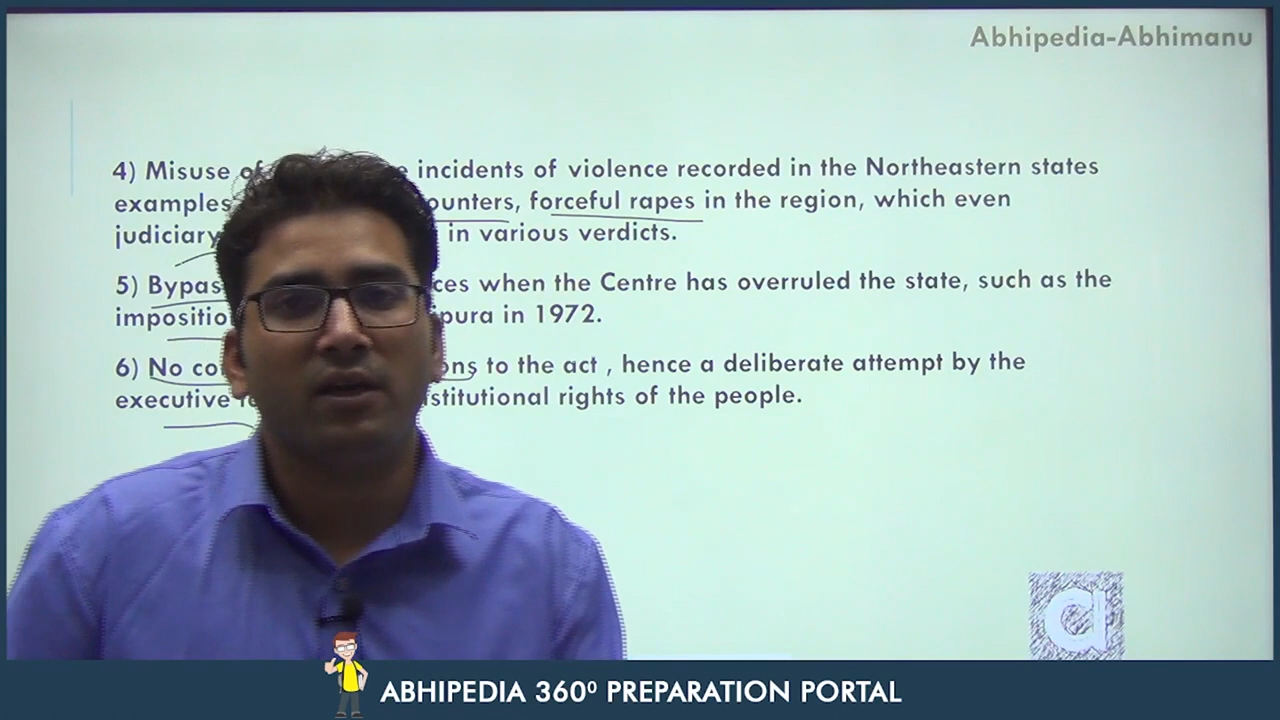 Abhipedia-Abhimanu
4) Misuse incidents of violence recorded in the Northeastern states
examples ounters, forceful rapes in the region, which even
judiciary in various verdicts.
5) Bypas ces when the Centre has overruled the state, such as the
impositio pura in 1972.
6) No co ons to the act , hence a deliberate attempt by the
executive stitutional rights of the people.
a
ABHIPEDIA 360⁰ PREPARATION PORTAL